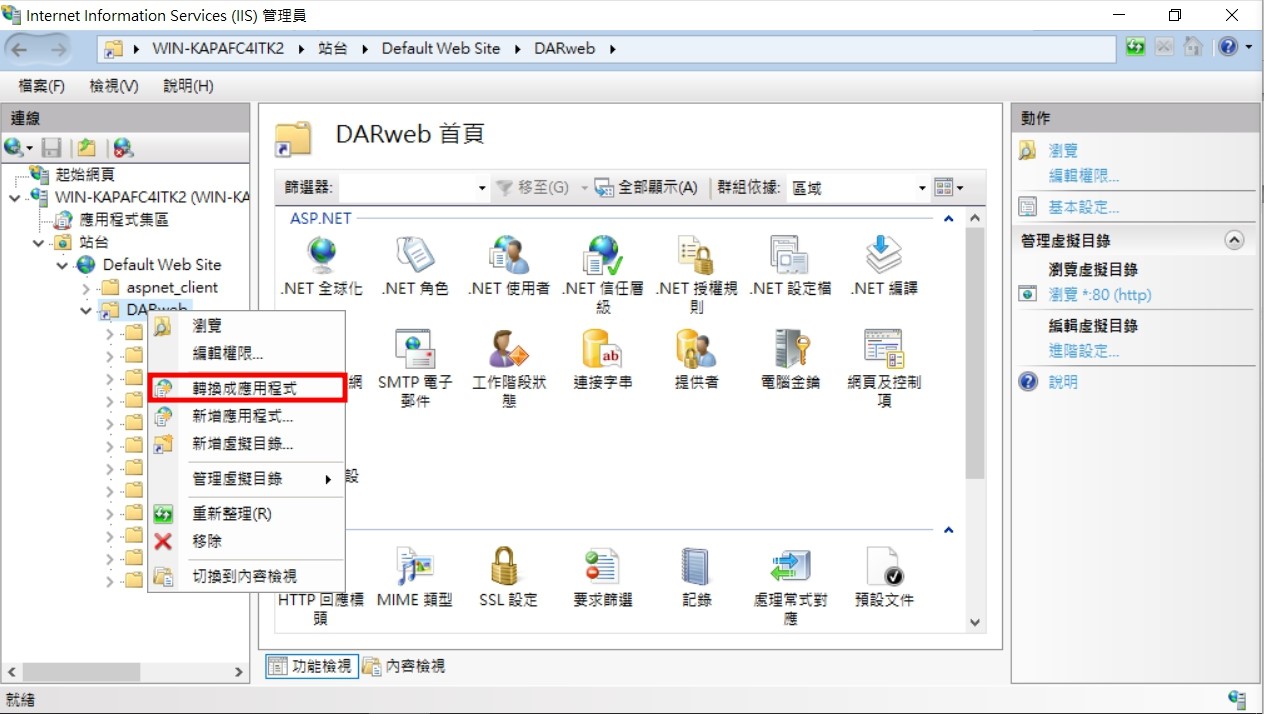 Internet Information Services (IIS) 管理員
WIN-KAPAFC4ITK2 站台 Default Web Site DARweb
檔案(F) 檢視(V) 說明(H)
連線
起始網頁
WIN-KAPAFC4ITK2 (WIN-KA
應用程式集區
站台
Default Web Site
aspnet_client
DARweb
瀏覽
編輯權限...
轉換成應用程式
新增應用程式...
新增虛擬目錄...
管理虛擬目錄
重新整理(R)
移除
切換到內容檢視
DARweb 首頁
篩選器: 移至(G) 全部顯示(A) 群組依據: 區域
ASP.NET
.NET 全球化
.NET 角色
.NET 使用者
.NET 信任層
級
.NET 授權規
則
.NET 設定檔
.NET 編譯
網
SMTP 電子
郵件
工作階段狀
態
連接字串
提供者
電腦金鑰
網頁及控制
項
設
HTTP 回應標
頭
MIME 類型
SSL 設定
要求篩選
記錄
處理常式對
應
預設文件
功能檢視 內容檢視
動作
瀏覽
編輯權限...
基本設定...
管理虛擬目錄
瀏覽虛擬目錄
瀏覽 *:80 (http)
編輯虛擬目錄
進階設定...
說明
就緒